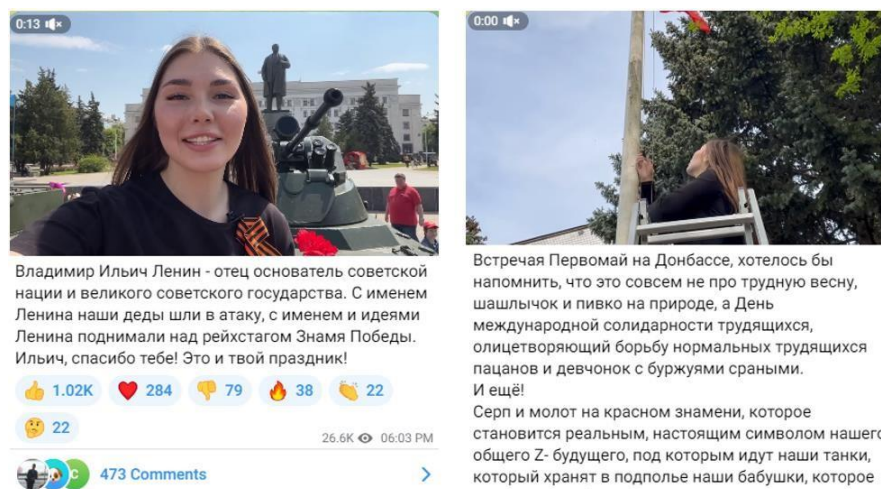 0:13
Владимир Ильич Ленин - отец основатель советской
нации и великого советского государства. С именем
Ленина наши деды шли в атаку, с именем и идеями
Ленина поднимали над рейхстагом Знамя Победы.
Ильич, спасибо тебе! Это и твой праздник!
👍 1.02K ❤ 284 👎 79 🔥 38 👏 22
🤔 22
26.6K 06:03 PM
473 Comments
0:00
Встречая Первомай на Донбассе, хотелось бы
напомнить, что это совсем не про трудную весну,
шашлычок и пивко на природе, а День
международной солидарности трудящихся,
олицетворяющий борьбу нормальных трудящихся
пацанов и девчонок с буржуями сраными.
И ещё!
Серп и молот на красном знамени, которое
становится реальным, настоящим символом нашего
общего Z- будущего, под которым идут наши танки,
который хранят в подполье наши бабушки, которое